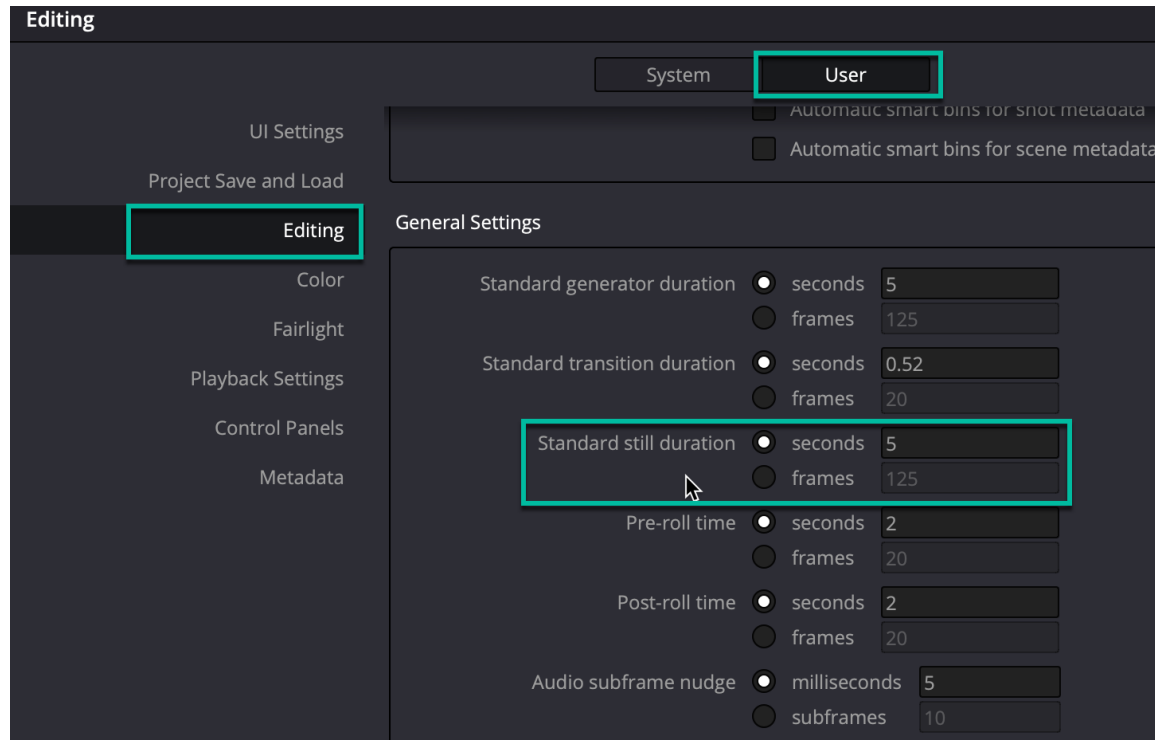 Editing
System User
Automatic smart bins for shot metadata
Automatic smart bins for scene metadata
UI Settings
Project Save and Load
Editing
Color
Fairlight
Playback Settings
Control Panels
Metadata
General Settings
Standard generator duration seconds 5
frames 125
Standard transition duration seconds 0.52
frames 20
Standard still duration seconds 5
frames 125
Pre-roll time seconds 2
frames 20
Post-roll time seconds 2
frames 20
Audio subframe nudge milliseconds 5
subframes 10